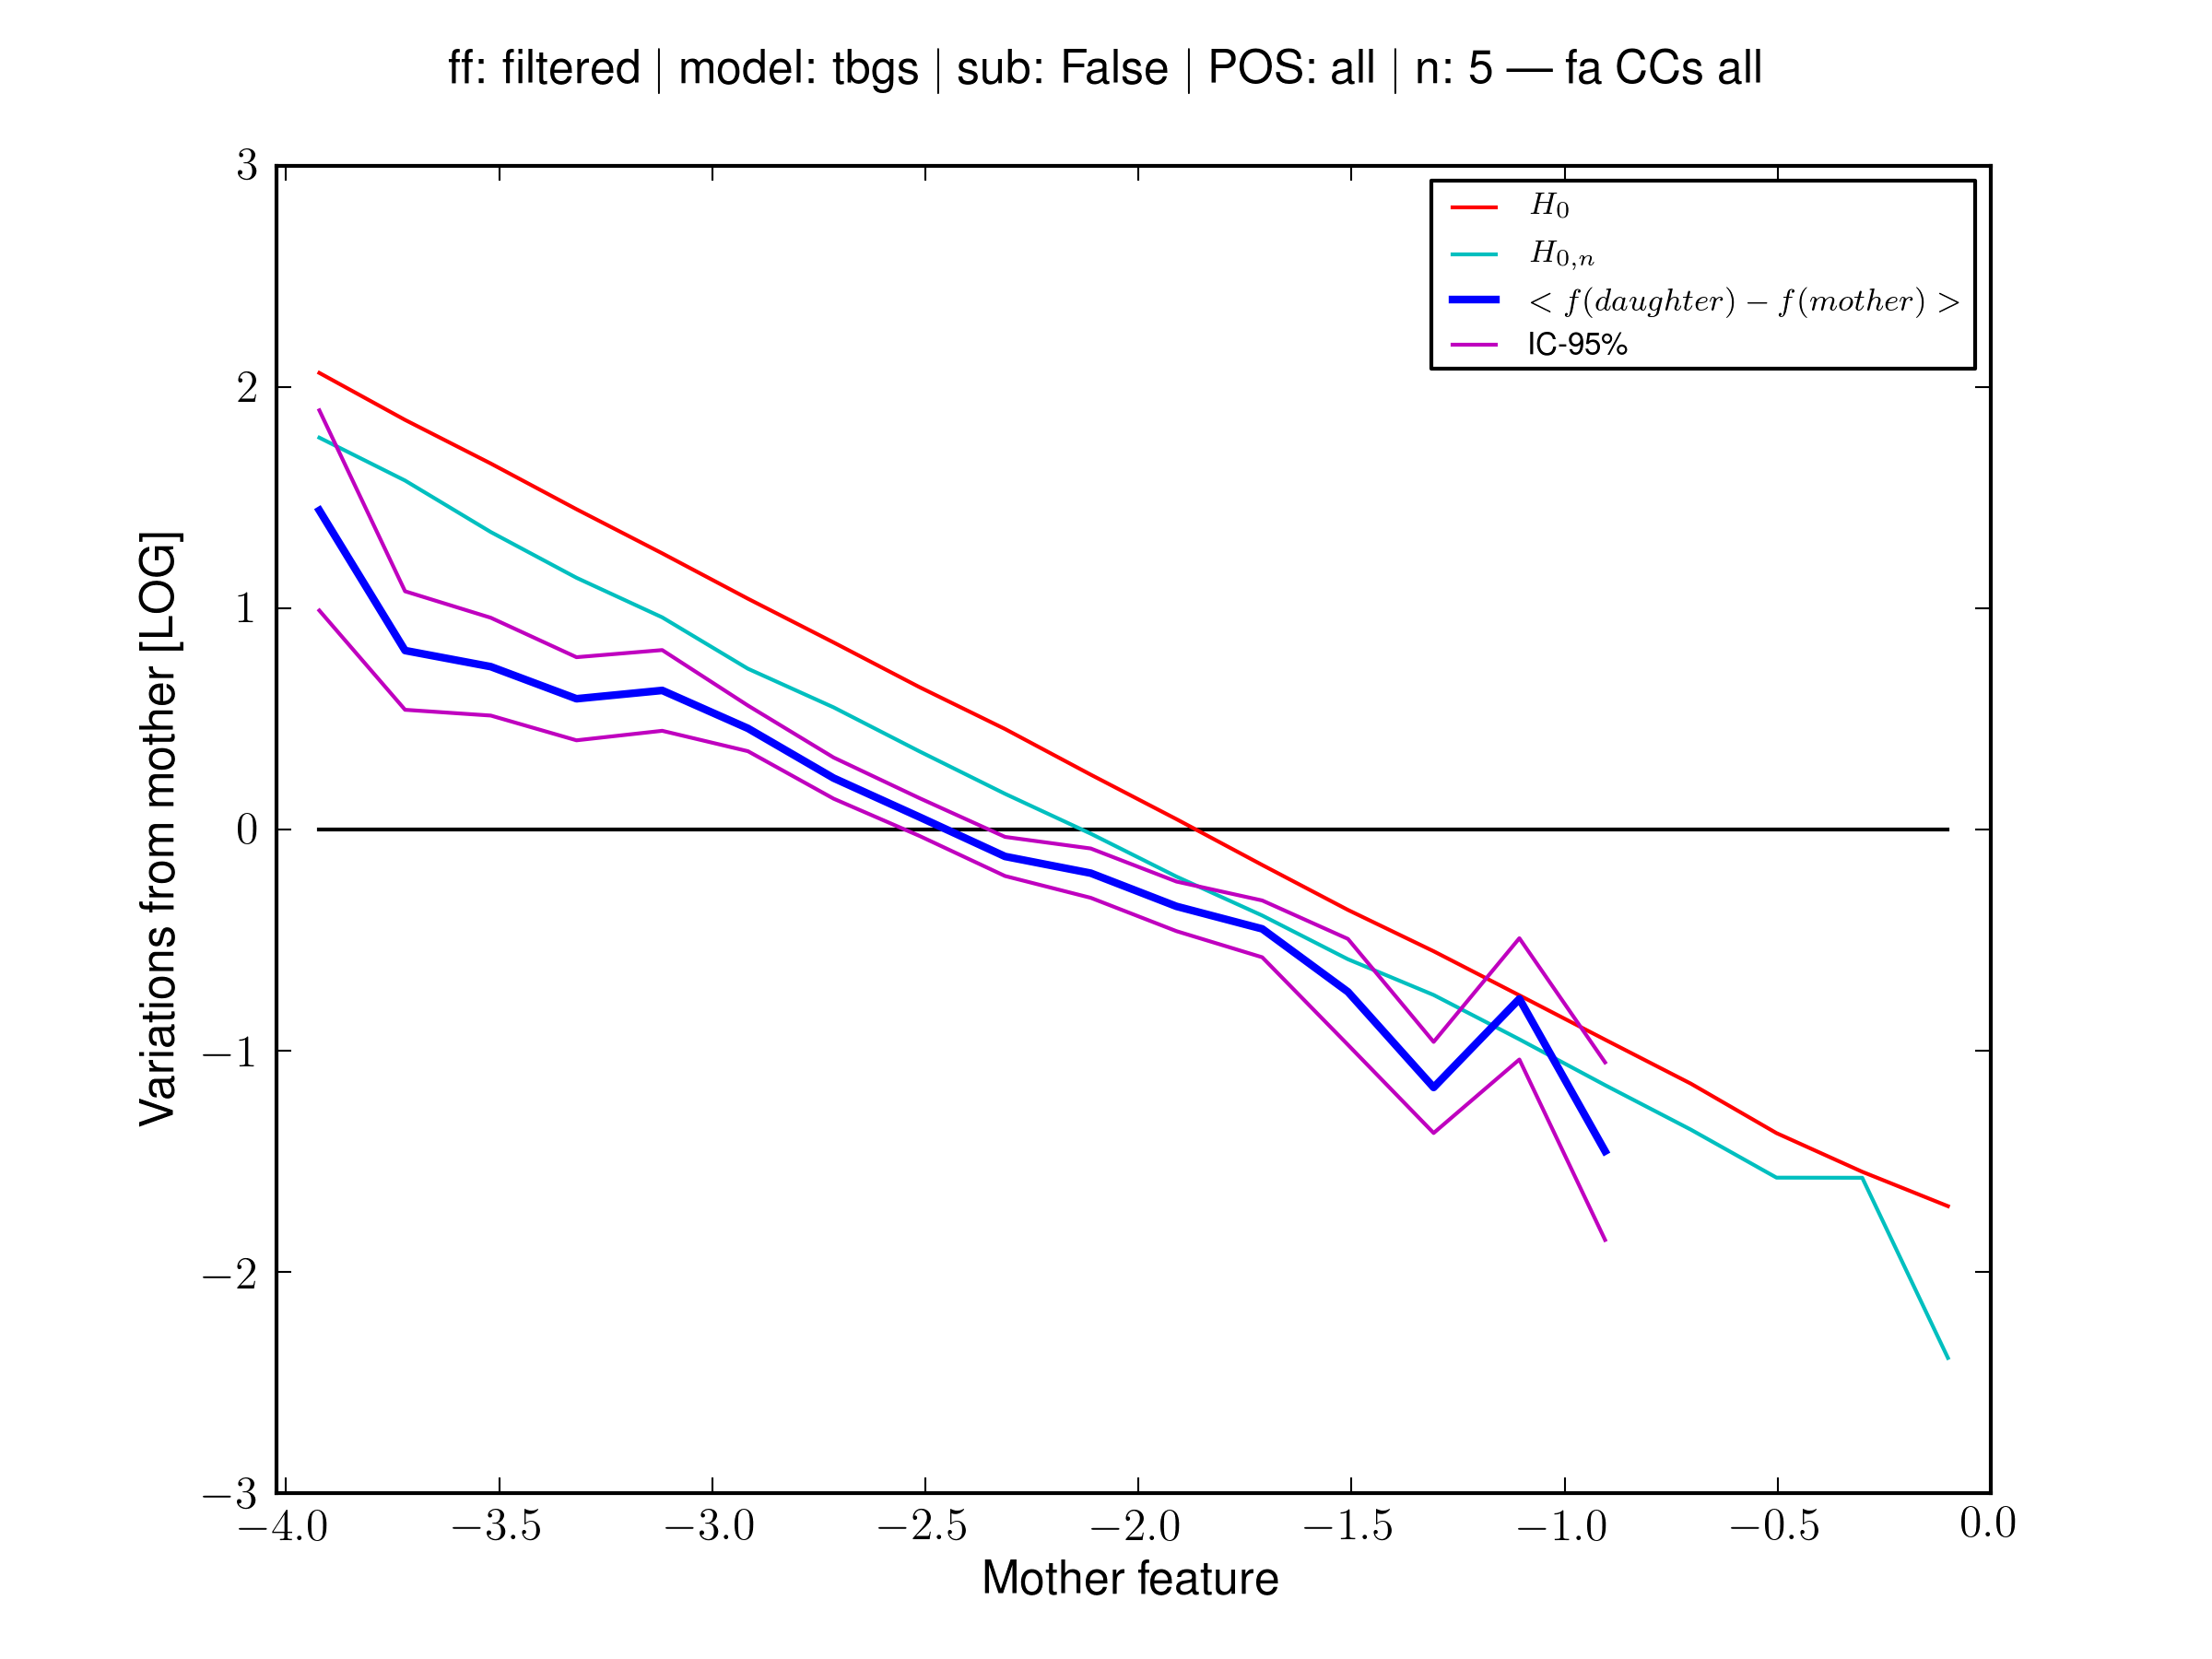 ff: filtered | model: tbgs | sub: False | POS: all | n: 5 — fa CCs all
3
2
1
0
−1
−2
−3
Variations from mother [LOG]
H0
H0,n
< f(daughter) − f(mother) >
IC-95%
−4.0 −3.5 −3.0 −2.5 −2.0 −1.5 −1.0 −0.5 0.0
Mother feature